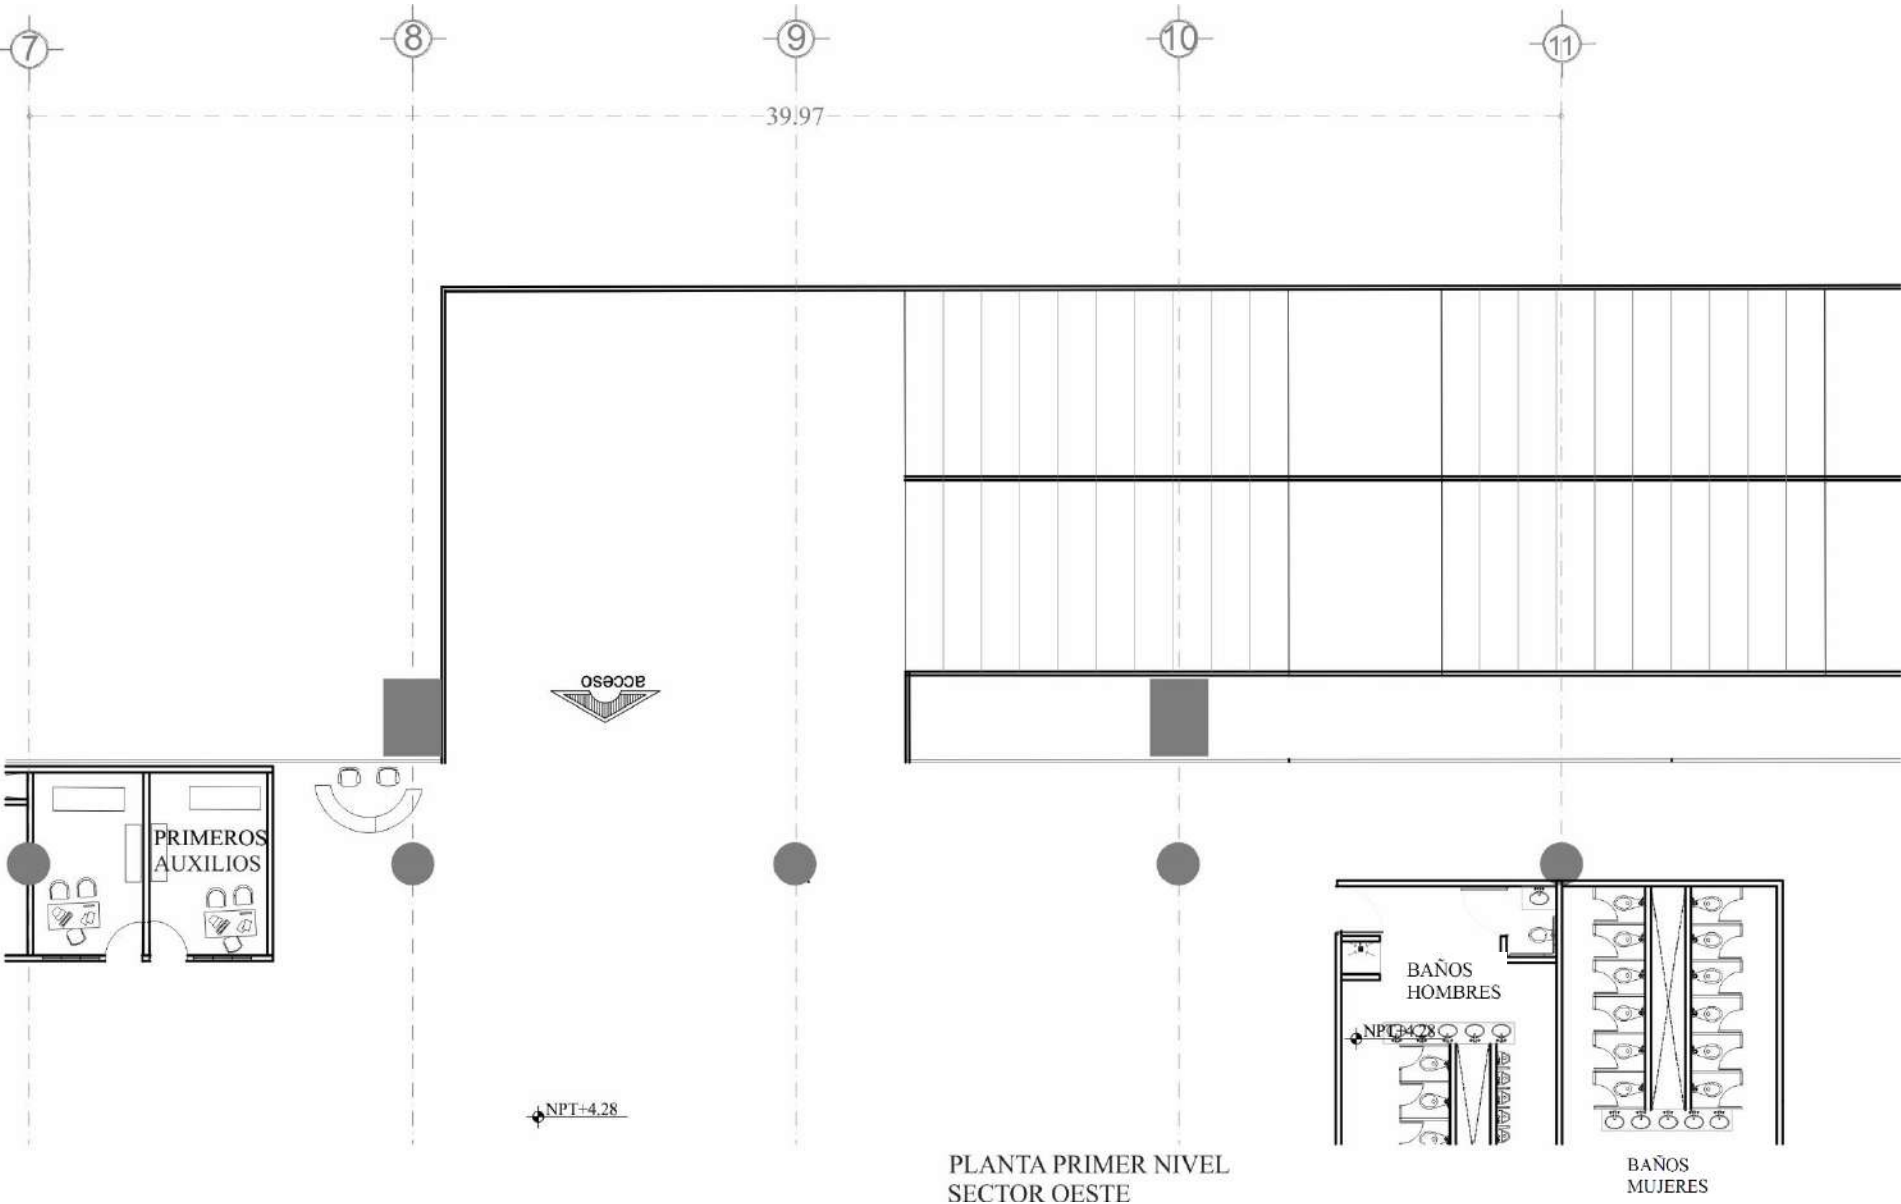 7
8
9
10
11
39.97
acceso
PRIMEROS
AUXILIOS
BAÑOS
HOMBRES
NPT+4.28
NPT+4.28
PLANTA PRIMER NIVEL
SECTOR OESTE
BAÑOS
MUJERES